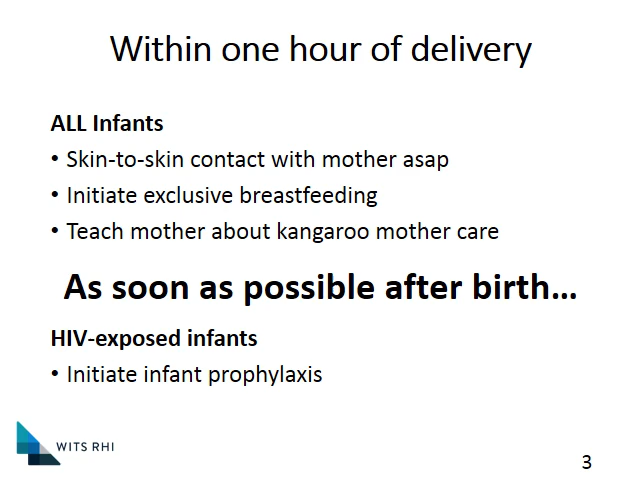 Within one hour of delivery
ALL Infants
• Skin-to-skin contact with mother asap
• Initiate exclusive breastfeeding
• Teach mother about kangaroo mother care
As soon as possible after birth…
HIV-exposed infants
• Initiate infant prophylaxis
WITS RHI
3